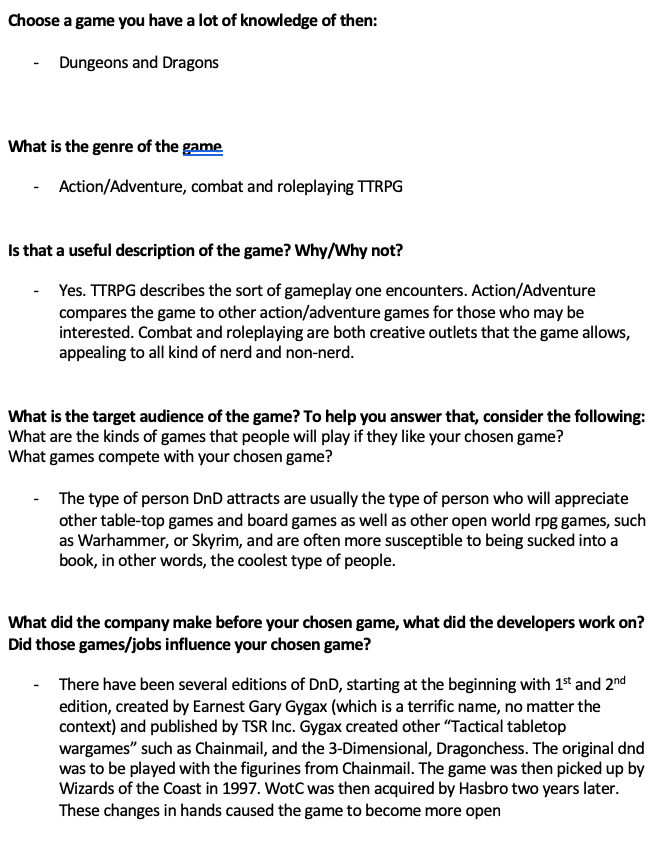 Choose a game you have a lot of knowledge of then:
- Dungeons and Dragons
What is the genre of the game
- Action/Adventure, combat and roleplaying TTRPG
Is that a useful description of the game? Why/Why not?
- Yes. TTRPG describes the sort of gameplay one encounters. Action/Adventure
compares the game to other action/adventure games for those who may be
interested. Combat and roleplaying are both creative outlets that the game allows,
appealing to all kind of nerd and non-nerd.
What is the target audience of the game? To help you answer that, consider the following:
What are the kinds of games that people will play if they like your chosen game?
What games compete with your chosen game?
- The type of person DnD attracts are usually the type of person who will appreciate
other table-top games and board games as well as other open world rpg games, such
as Warhammer, or Skyrim, and are often more susceptible to being sucked into a
book, in other words, the coolest type of people.
What did the company make before your chosen game, what did the developers work on?
Did those games/jobs influence your chosen game?
- There have been several editions of DnD, starting at the beginning with 1st and 2nd
edition, created by Earnest Gary Gygax (which is a terrific name, no matter the
context) and published by TSR Inc. Gygax created other “Tactical tabletop
wargames” such as Chainmail, and the 3-Dimensional, Dragonchess. The original dnd
was to be played with the figurines from Chainmail. The game was then picked up by
Wizards of the Coast in 1997. WotC was then acquired by Hasbro two years later.
These changes in hands caused the game to become more open